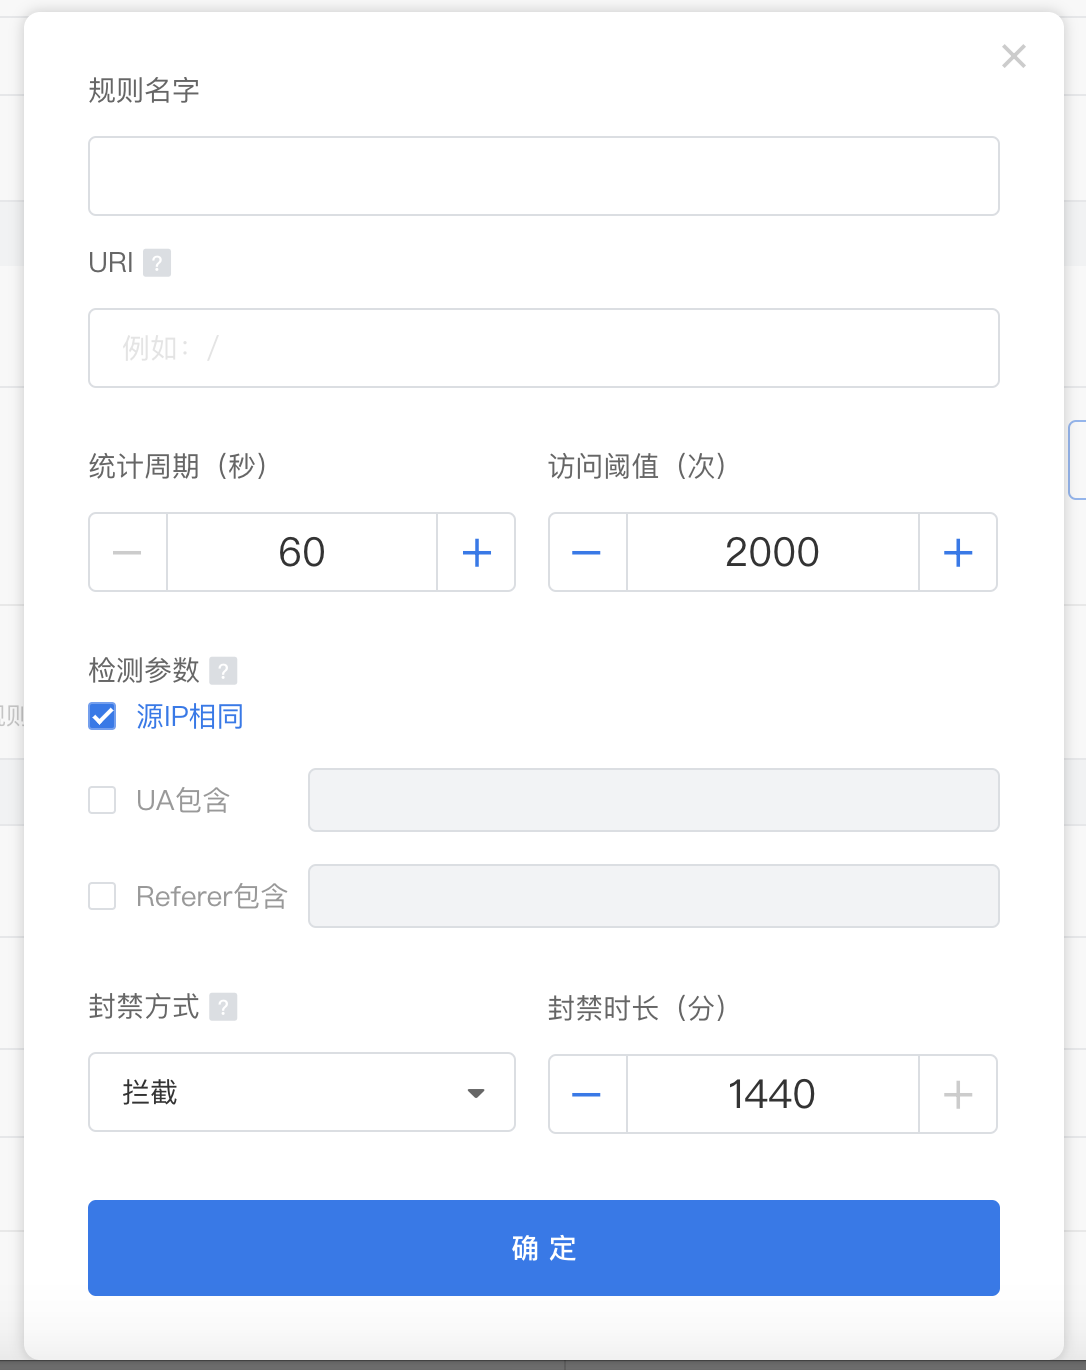 规则名字
URI ?
例如：/
统计周期（秒） 访问阈值（次）
60 2000
检测参数 ?
源IP相同
UA包含
Referer包含
封禁方式 ? 封禁时长（分）
拦截 1440
确 定